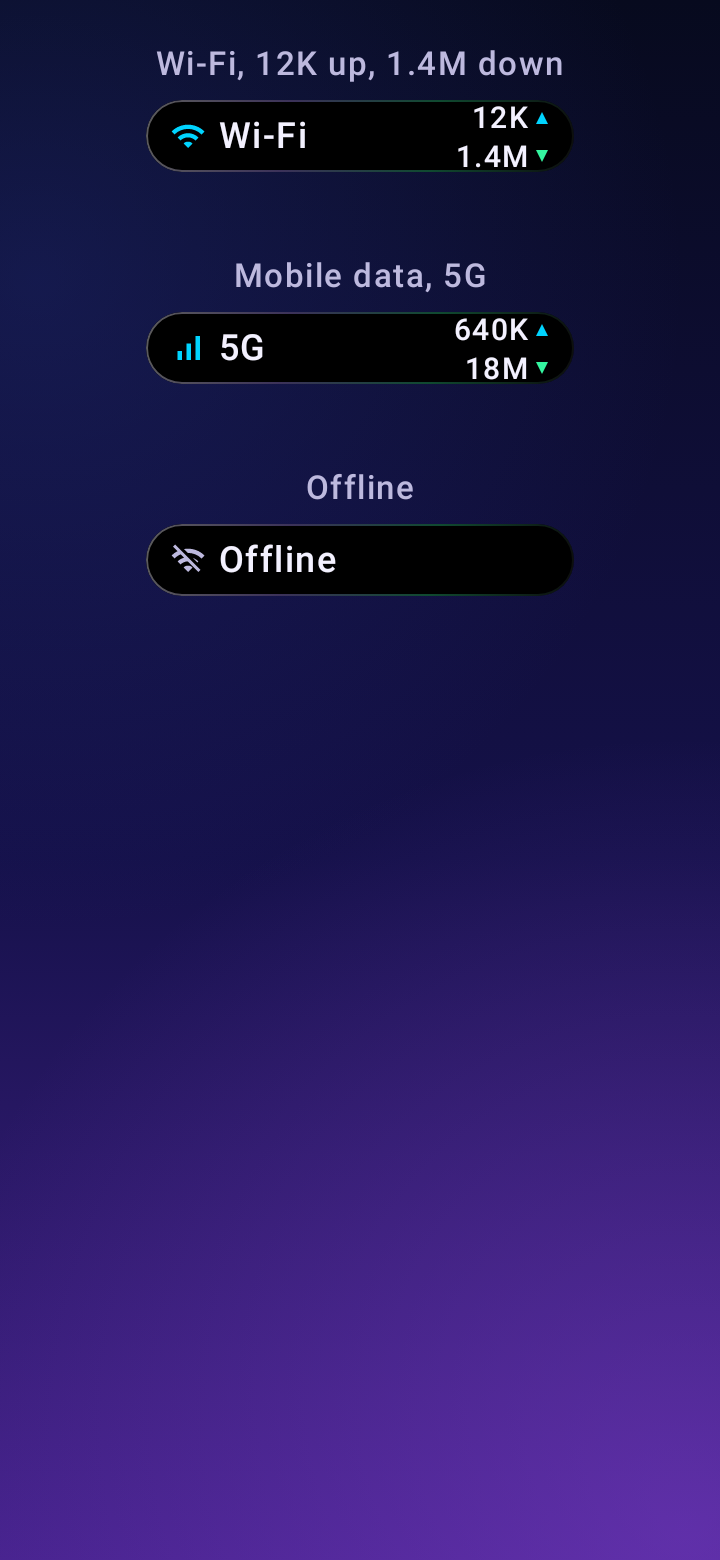 Wi-Fi, 12K up, 1.4M down
Wi-Fi
12K
1.4M
Mobile data, 5G
5G
640K
18M
Offline
Offline